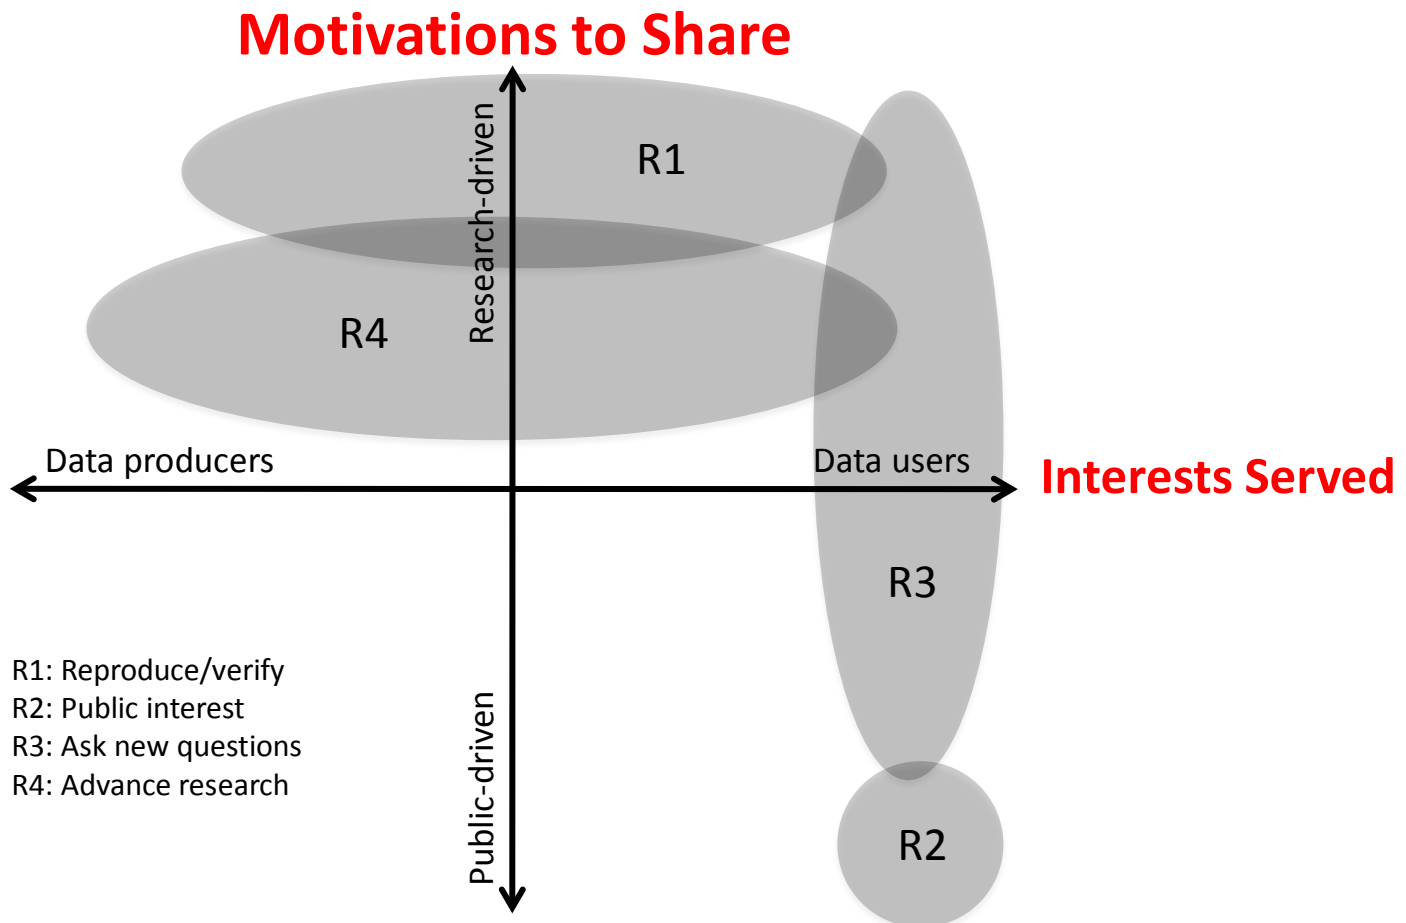 Motivations to Share
Research-driven
R1
R4
Data producers
Data users
Interests Served
R3
R1: Reproduce/verify
R2: Public interest
R3: Ask new questions
R4: Advance research
Public-driven
R2